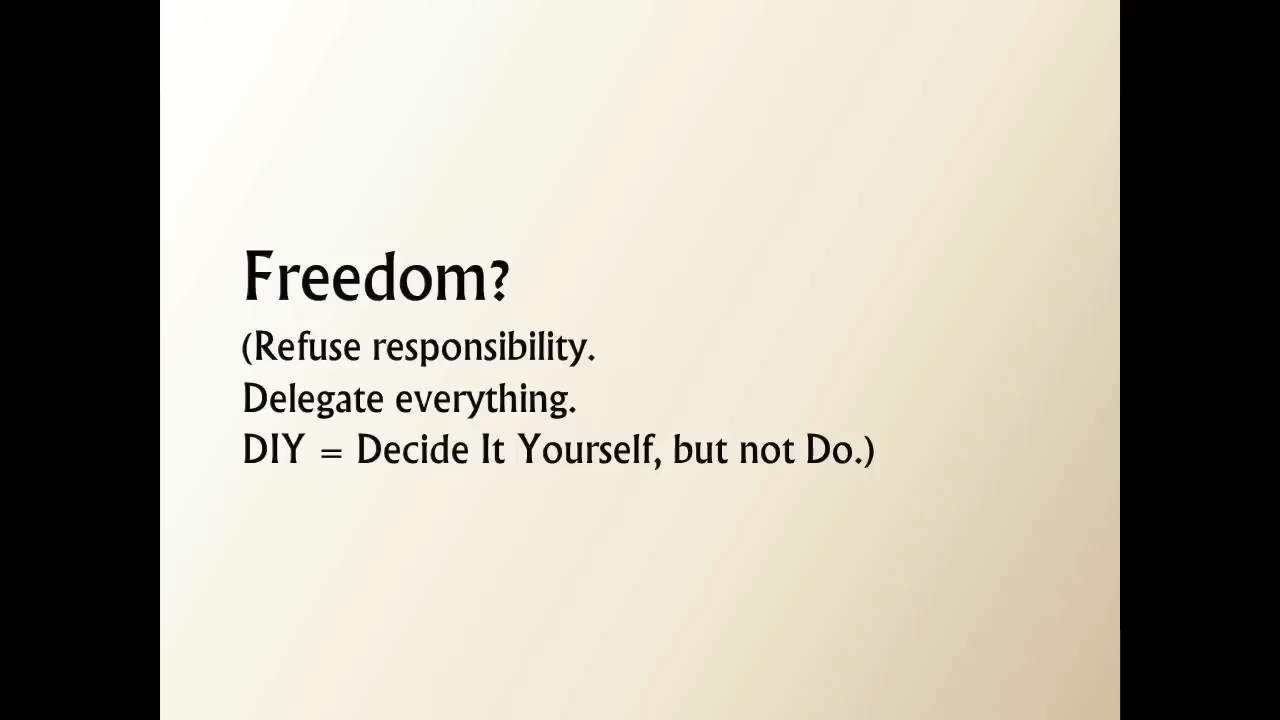 Freedom?
(Refuse responsibility.
Delegate everything.
DIY = Decide It Yourself, but not Do.)